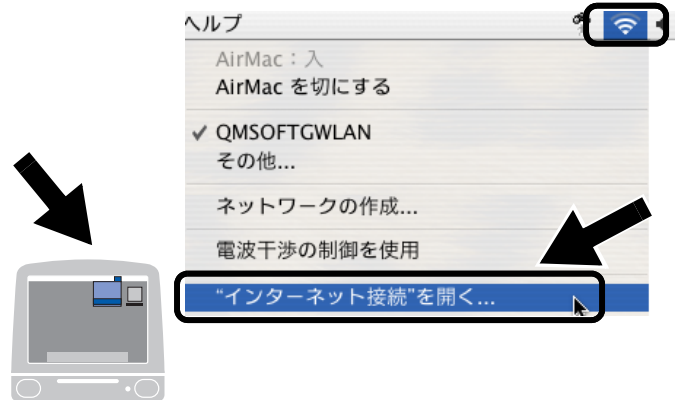 ヘルプ
AirMac：入
AirMac を切にする
✓ QMSOFTGWLAN
その他...
ネットワークの作成...
電波干渉の制御を使用
“インターネット接続”を開く...